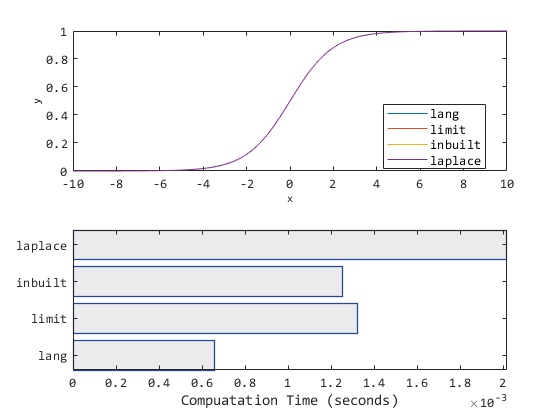 1
0.8
0.6
y
0.4
0.2
0
lang
limit
inbuilt
laplace
-10 -8 -6 -4 -2 0 2 4 6 8 10
x
laplace
inbuilt
limit
lang
0 0.2 0.4 0.6 0.8 1 1.2 1.4 1.6 1.8 2
Compuatation Time (seconds) ×10⁻³